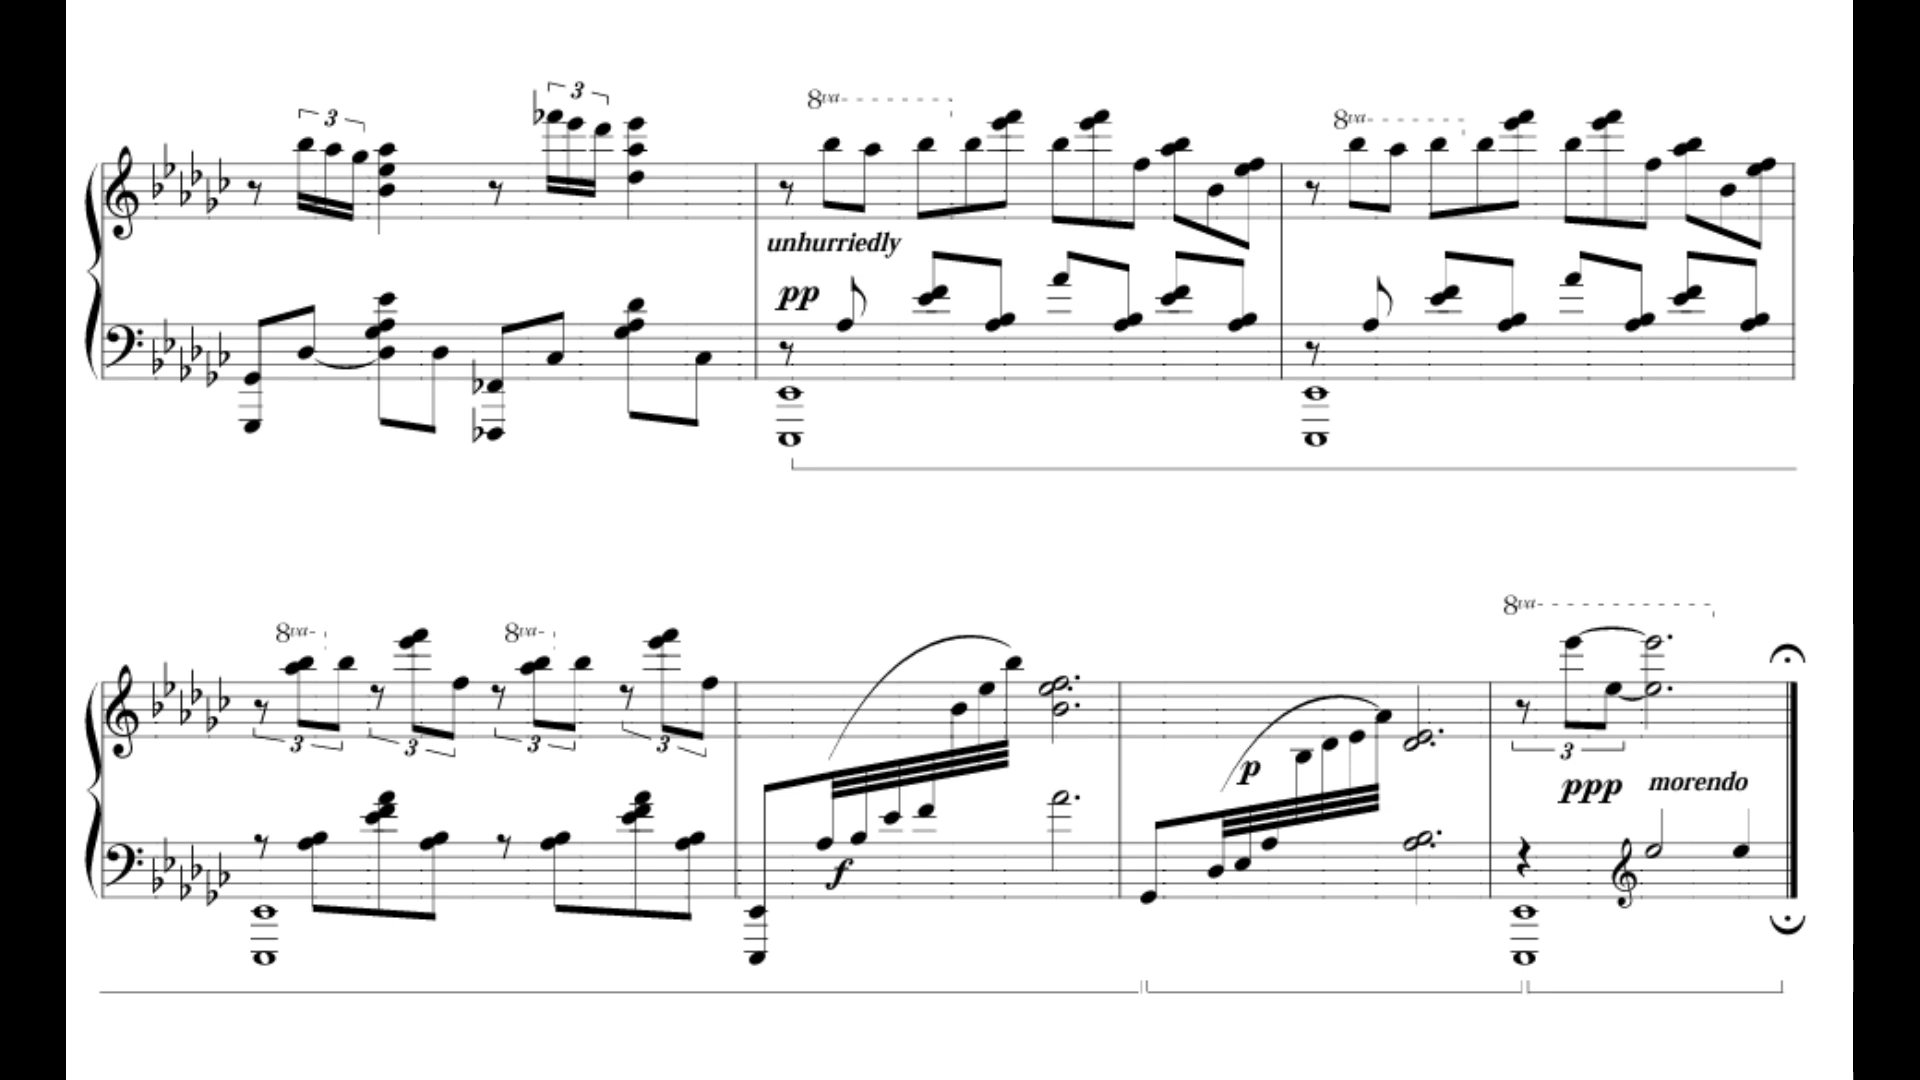 3 3
8va 8va
unhurriedly
pp
8va
8va 8va
3 3 3 3
p
3
ppp morendo
f